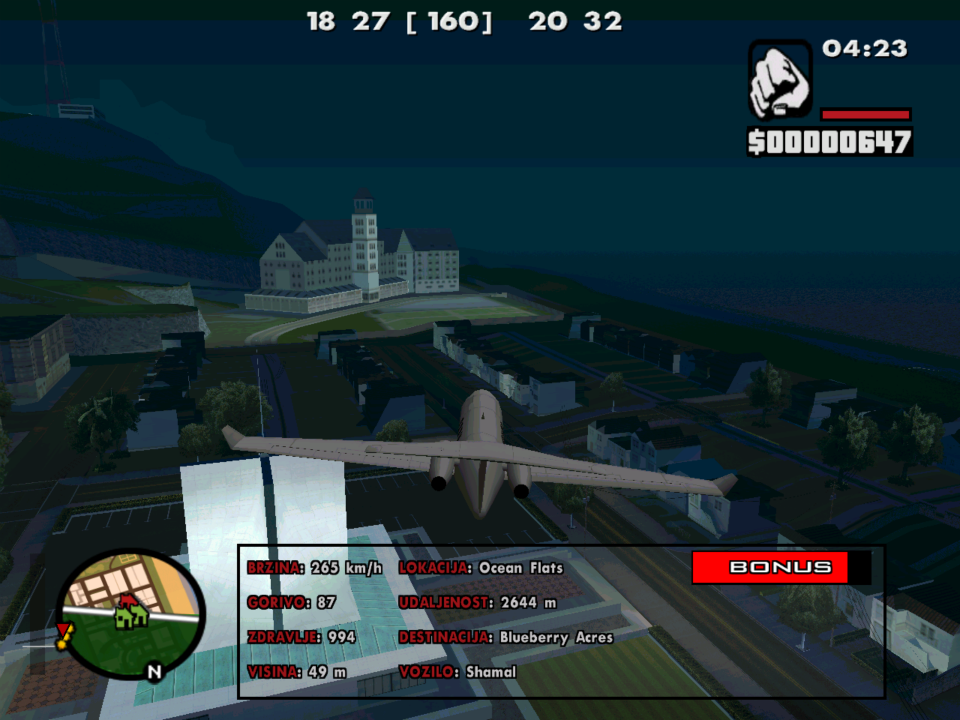 18 27 [ 160] 20 32
04:23
$00000647
BRZINA: 265 km/h LOKACIJA: Ocean Flats BONUS
GORIVO: 87 UDALJENOST: 2644 m
ZDRAVLJE: 994 DESTINACIJA: Blueberry Acres
VISINA: 49 m VOZILO: Shamal
N